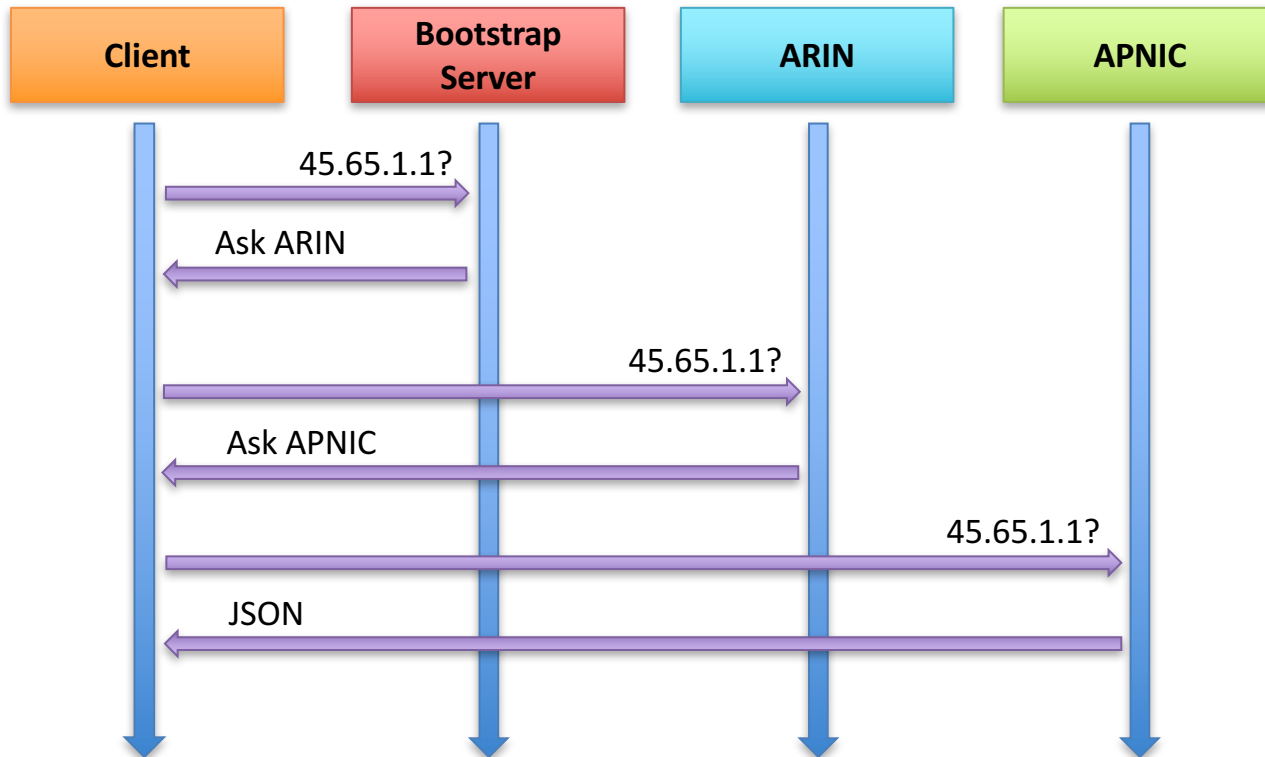 Client
Bootstrap
Server
ARIN
APNIC
45.65.1.1?
Ask ARIN
45.65.1.1?
Ask APNIC
45.65.1.1?
JSON